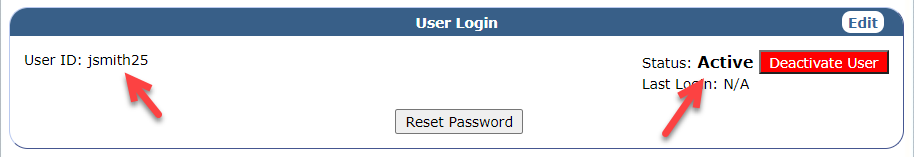 User Login
Edit
User ID: jsmith25
Status: Active
Deactivate User
Last Login: N/A
Reset Password